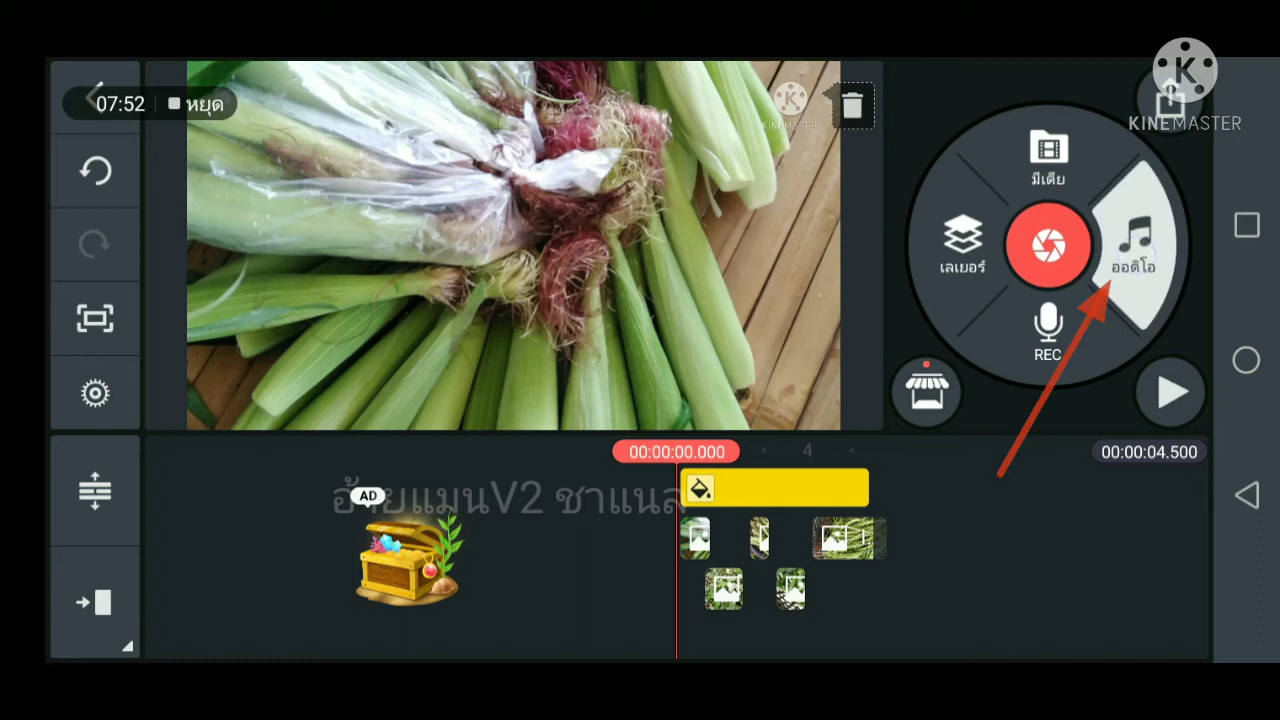 07:52 หยุด
KINEMASTER
KINEMASTER
มีเดีย
เลเยอร์
ออดิโอ
REC
00:00:00.000
4
00:00:04.500
AD
อ้ายแมนV2 ชาแนล